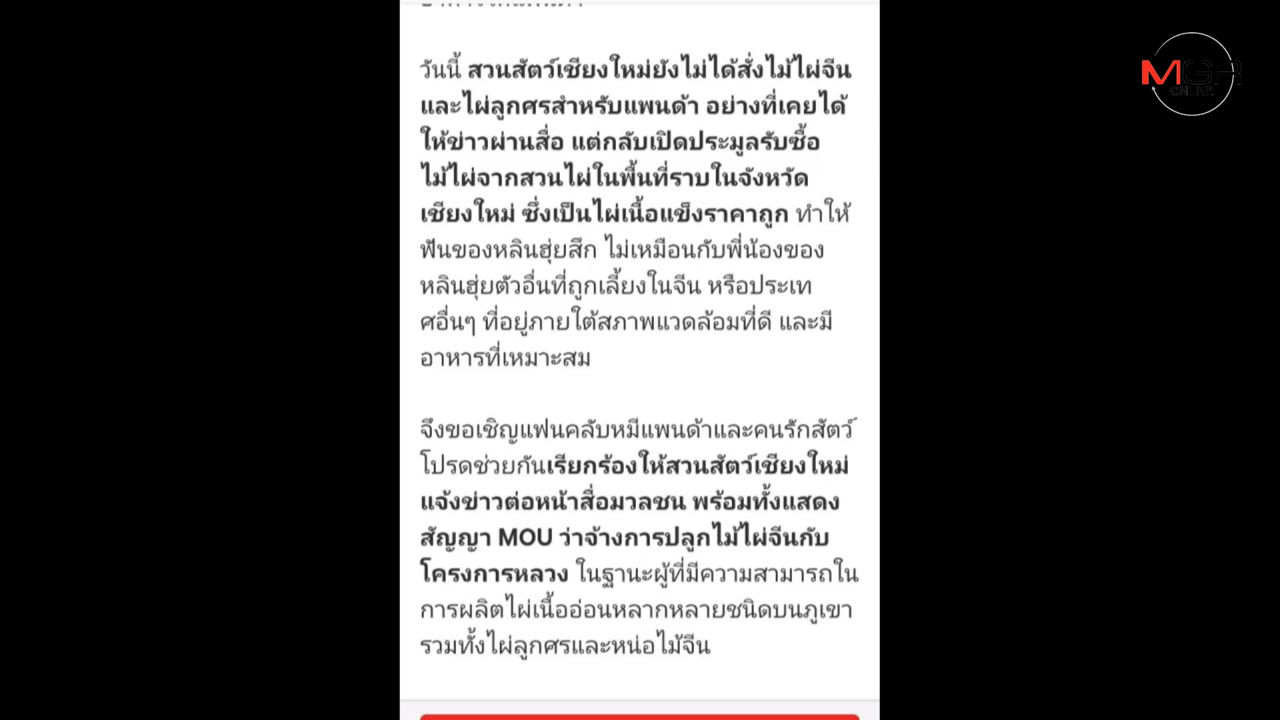 วันนี้ สวนสัตว์เชียงใหม่ยังไม่ได้สั่งไม้ไผ่จีน
และไผ่ลูกศรสำหรับแพนด้า อย่างที่เคยได้
ให้ข่าวผ่านสื่อ แต่กลับเปิดประมูลรับซื้อ
ไม้ไผ่จากสวนไผ่ในพื้นที่ราบในจังหวัด
เชียงใหม่ ซึ่งเป็นไผ่เนื้อแข็งราคาถูก ทำให้
ฟันของหลินฮุ่ยสึก ไม่เหมือนกับพี่น้องของ
หลินฮุ่ยตัวอื่นที่ถูกเลี้ยงในจีน หรือประเท
ศอื่นๆ ที่อยู่ภายใต้สภาพแวดล้อมที่ดี และมี
อาหารที่เหมาะสม
จึงขอเชิญแฟนคลับหมีแพนด้าและคนรักสัตว์
โปรดช่วยกันเรียกร้องให้สวนสัตว์เชียงใหม่
แจ้งข่าวต่อหน้าสื่อมวลชน พร้อมทั้งแสดง
สัญญา MOU ว่าจ้างการปลูกไม้ไผ่จีนกับ
โครงการหลวง ในฐานะผู้ที่มีความสามารถใน
การผลิตไผ่เนื้ออ่อนหลากหลายชนิดบนภูเขา
รวมทั้งไผ่ลูกศรและหน่อไม้จีน
MGR
ONLINE